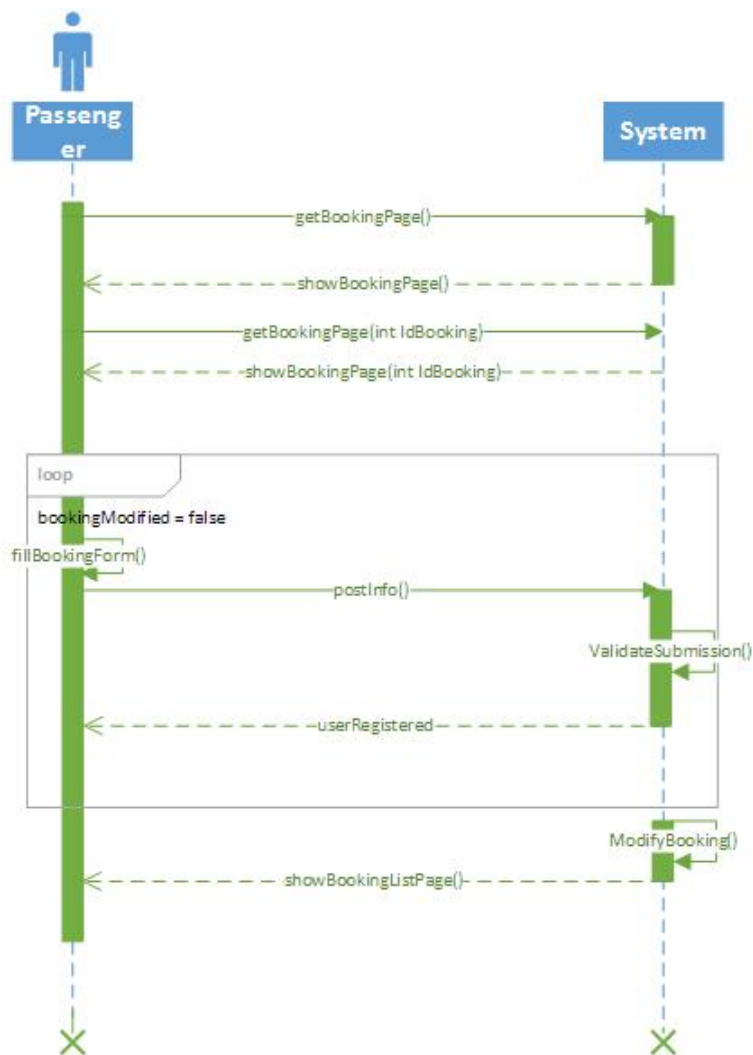 Passeng
er
System
getBookingPage()
showBookingPage()
getBookingPage(int IdBooking)
showBookingPage(int IdBooking)
loop
bookingModified = false
fillBookingForm()
postInfo()
ValidateSubmission()
userRegistered
ModifyBooking()
showBookingListPage()